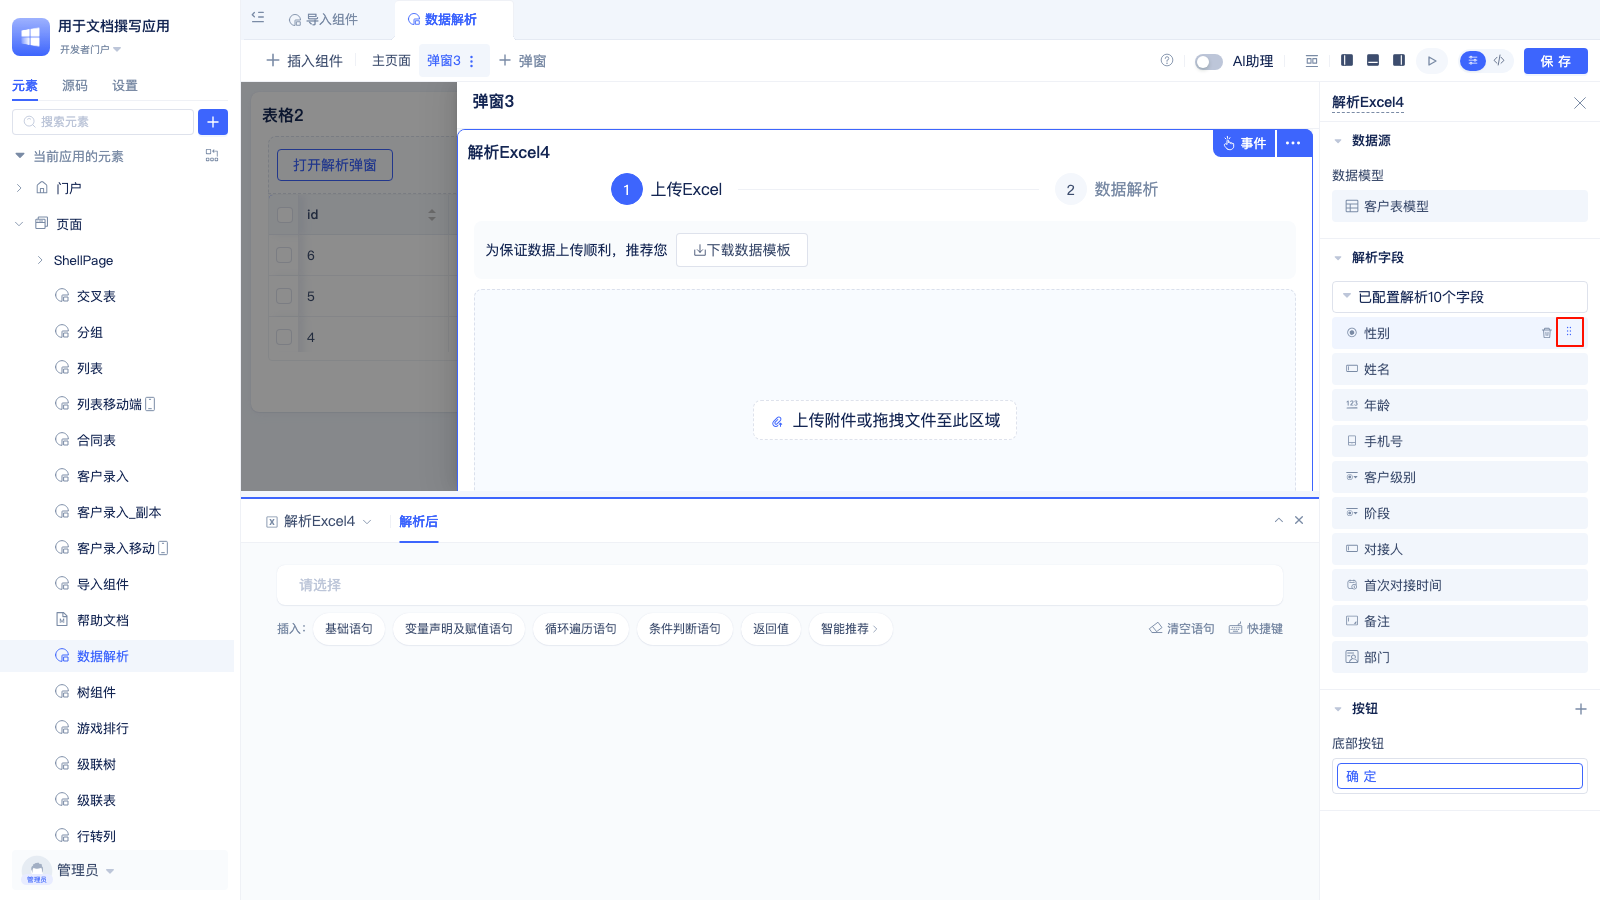 用于文档撰写应用
开发者门户
元素
源码
设置
搜索元素
当前应用的元素
门户
页面
ShellPage
交叉表
分组
列表
列表移动端
合同表
客户录入
客户录入_副本
客户录入移动
导入组件
帮助文档
数据解析
树组件
游戏排行
级联树
级联表
行转列
管理员
管理员
导入组件
数据解析
插入组件
主页面
弹窗3
弹窗
AI助理
保 存
表格2
打开解析弹窗
id
6
5
4
弹窗3
解析Excel4
事件
1
上传Excel
2
数据解析
为保证数据上传顺利，推荐您
下载数据模板
上传附件或拖拽文件至此区域
解析Excel4
解析后
请选择
插入：
基础语句
变量声明及赋值语句
循环遍历语句
条件判断语句
返回值
智能推荐
清空语句
快捷键
解析Excel4
数据源
数据模型
客户表模型
解析字段
已配置解析10个字段
性别
姓名
123 年龄
手机号
客户级别
阶段
对接人
首次对接时间
备注
部门
按钮
底部按钮
确 定